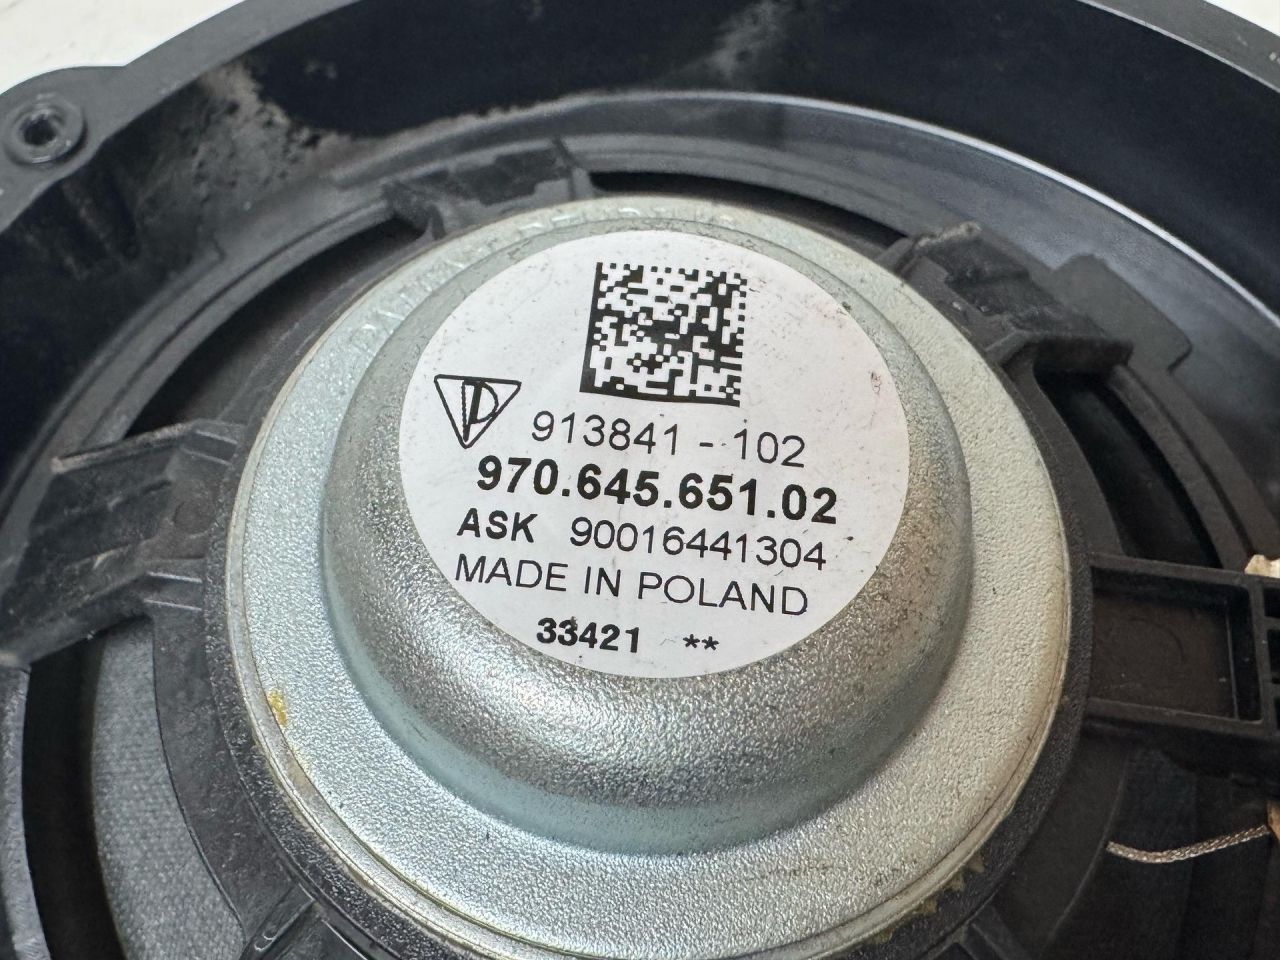 913841 - 102
970.645.651.02
ASK 90016441304
MADE IN POLAND
33421 **